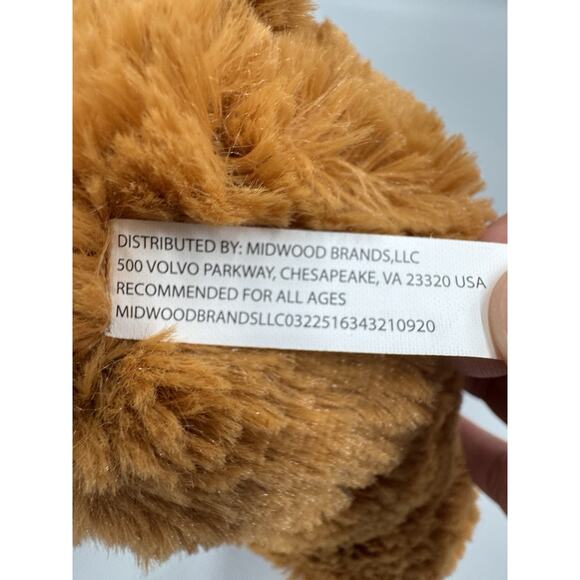 DISTRIBUTED BY: MIDWOOD BRANDS,LLC
500 VOLVO PARKWAY, CHESAPEAKE, VA 23320 USA
RECOMMENDED FOR ALL AGES
MIDWOODBRANDSLLC0322516343210920